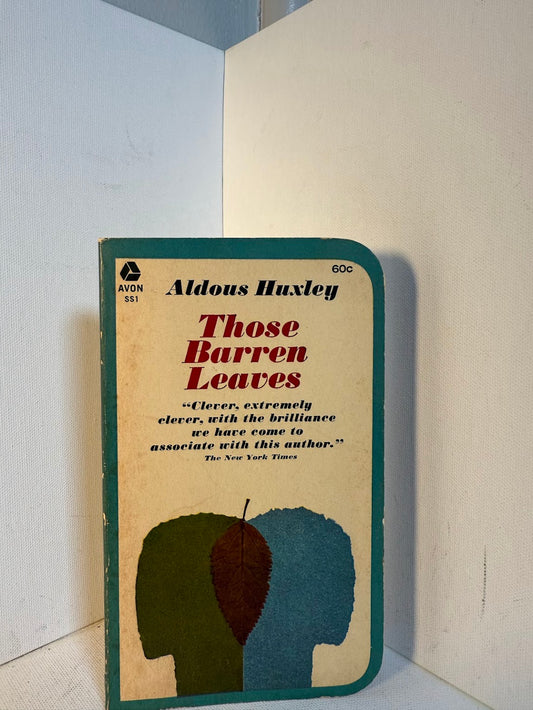 60c
AVON
SS1
Aldous Huxley
Those
Barren
Leaves
“Clever, extremely
clever, with the brilliance
we have come to
associate with this author.”
The New York Times